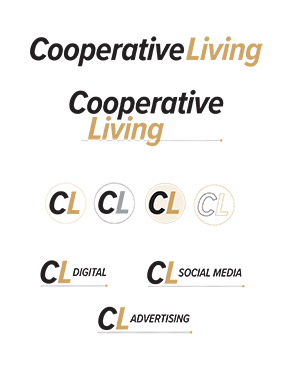 Cooperative Living
Cooperative
Living
CL CL CL CL
CL DIGITAL
CL SOCIAL MEDIA
CL ADVERTISING